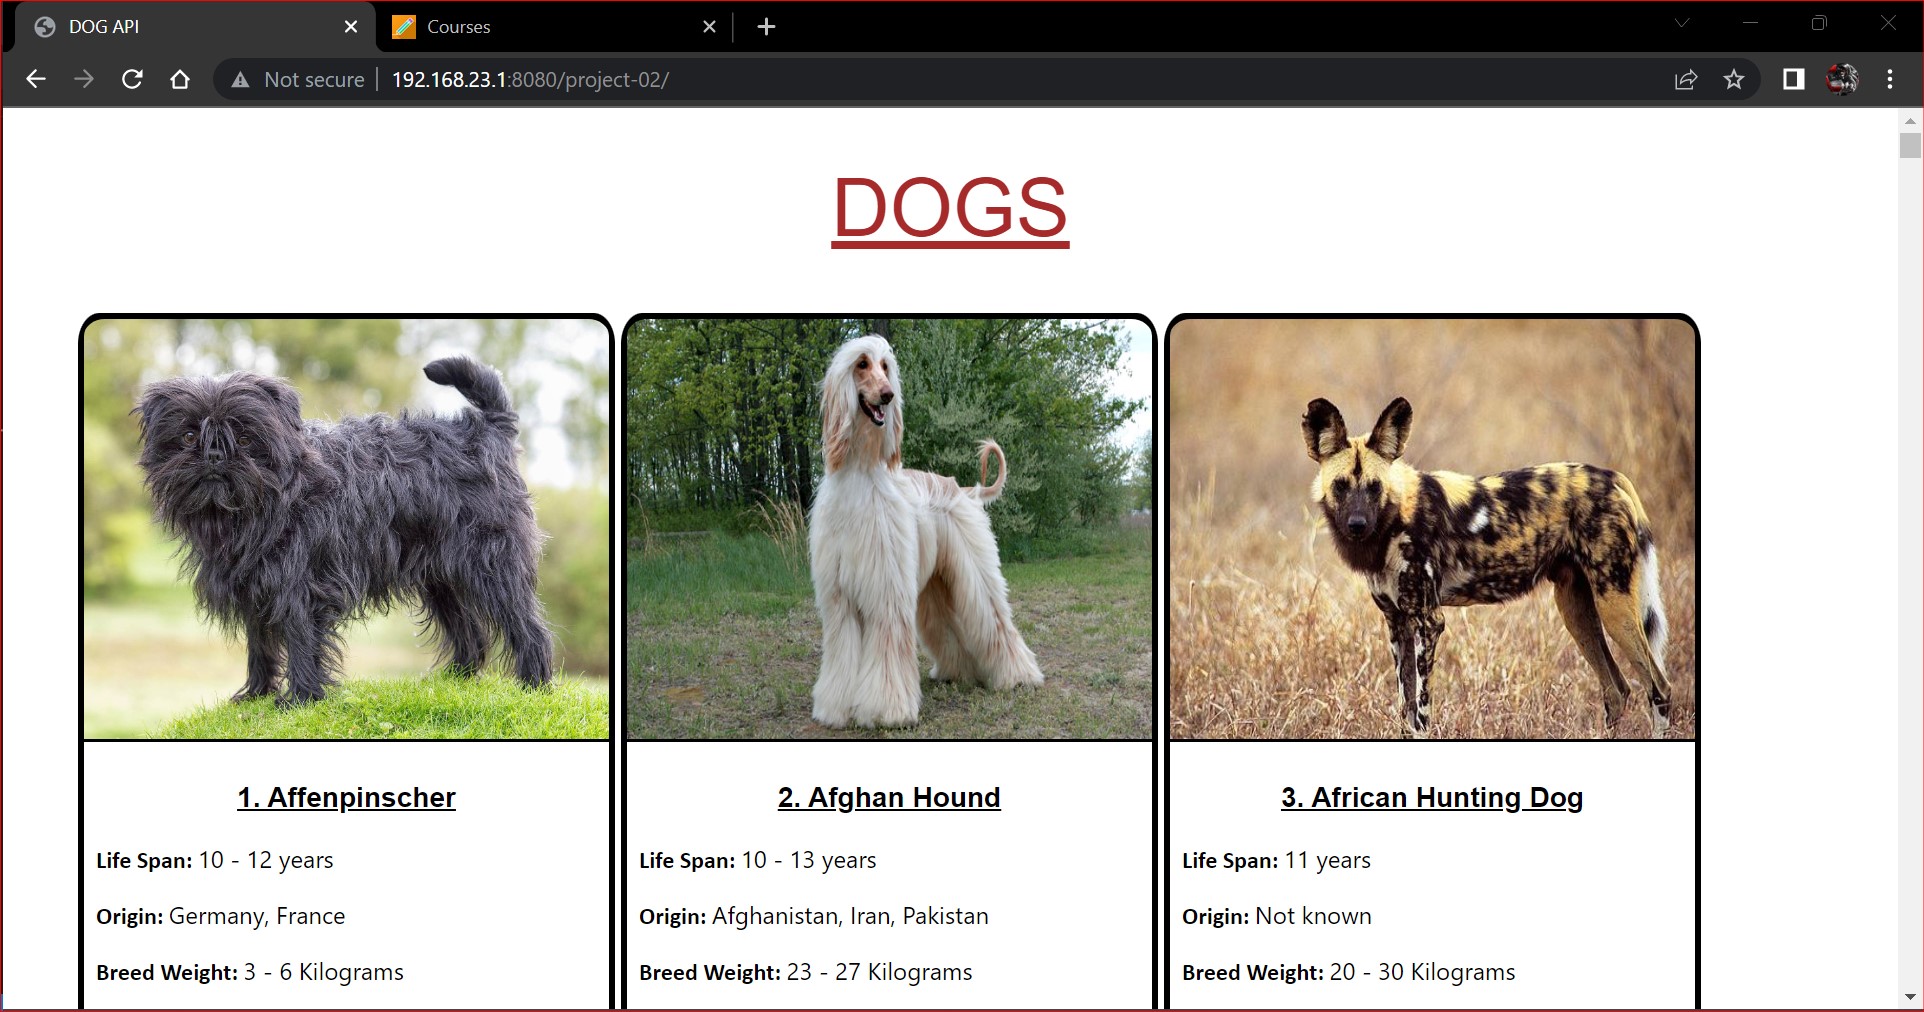 DOG API
Courses
Not secure
192.168.23.1:8080/project-02/
DOGS
1. Affenpinscher
Life Span: 10 - 12 years
Origin: Germany, France
Breed Weight: 3 - 6 Kilograms
2. Afghan Hound
Life Span: 10 - 13 years
Origin: Afghanistan, Iran, Pakistan
Breed Weight: 23 - 27 Kilograms
3. African Hunting Dog
Life Span: 11 years
Origin: Not known
Breed Weight: 20 - 30 Kilograms